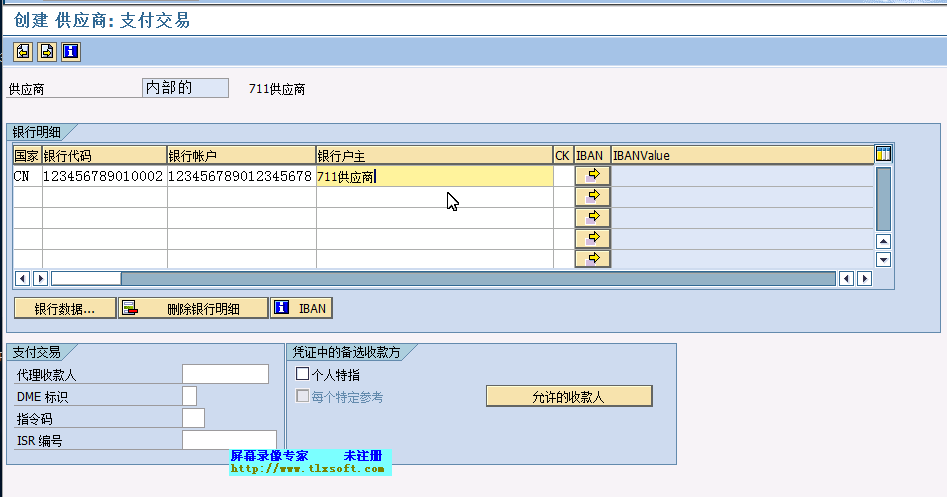 创建 供应商: 支付交易
供应商 内部的 711供应商
银行明细
国家 银行代码 银行帐户 银行户主 CK IBAN IBANValue
CN 123456789010002 123456789012345678 711供应商
银行数据... 删除银行明细 IBAN
支付交易
代理收款人
DME 标识
指令码
ISR 编号
凭证中的备选收款方
个人特指
每个特定参考
允许的收款人
屏幕录像专家 未注册
http://www.tlxsoft.com